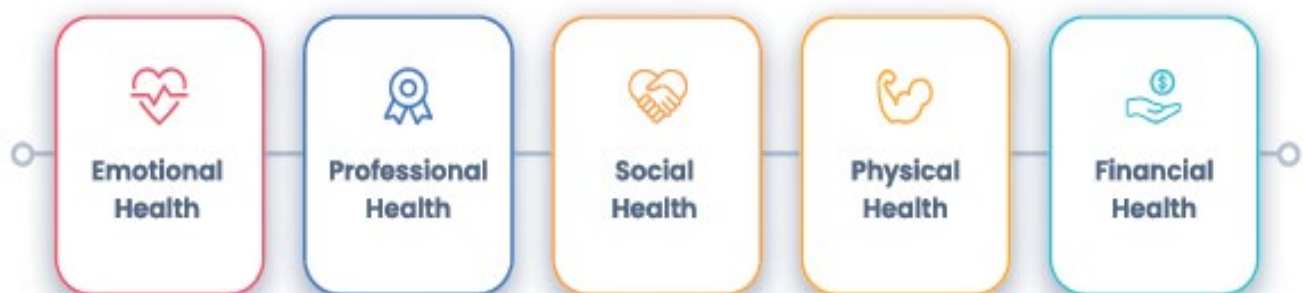 Emotional
Health
Professional
Health
Social
Health
Physical
Health
$
Financial
Health